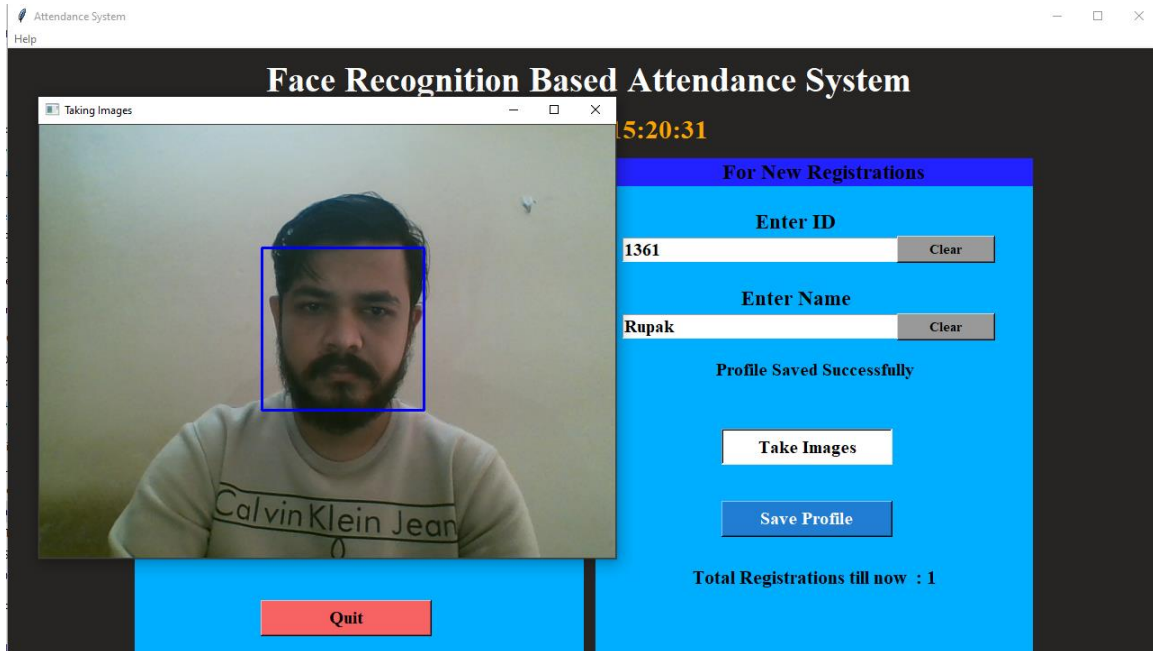 Attendance System
Help
Face Recognition Based Attendance System
Taking Images
15:20:31
For New Registrations
Enter ID
1361
Clear
Enter Name
Rupak
Clear
Profile Saved Successfully
Take Images
Calvin Klein Jean
Save Profile
Total Registrations till now : 1
Quit